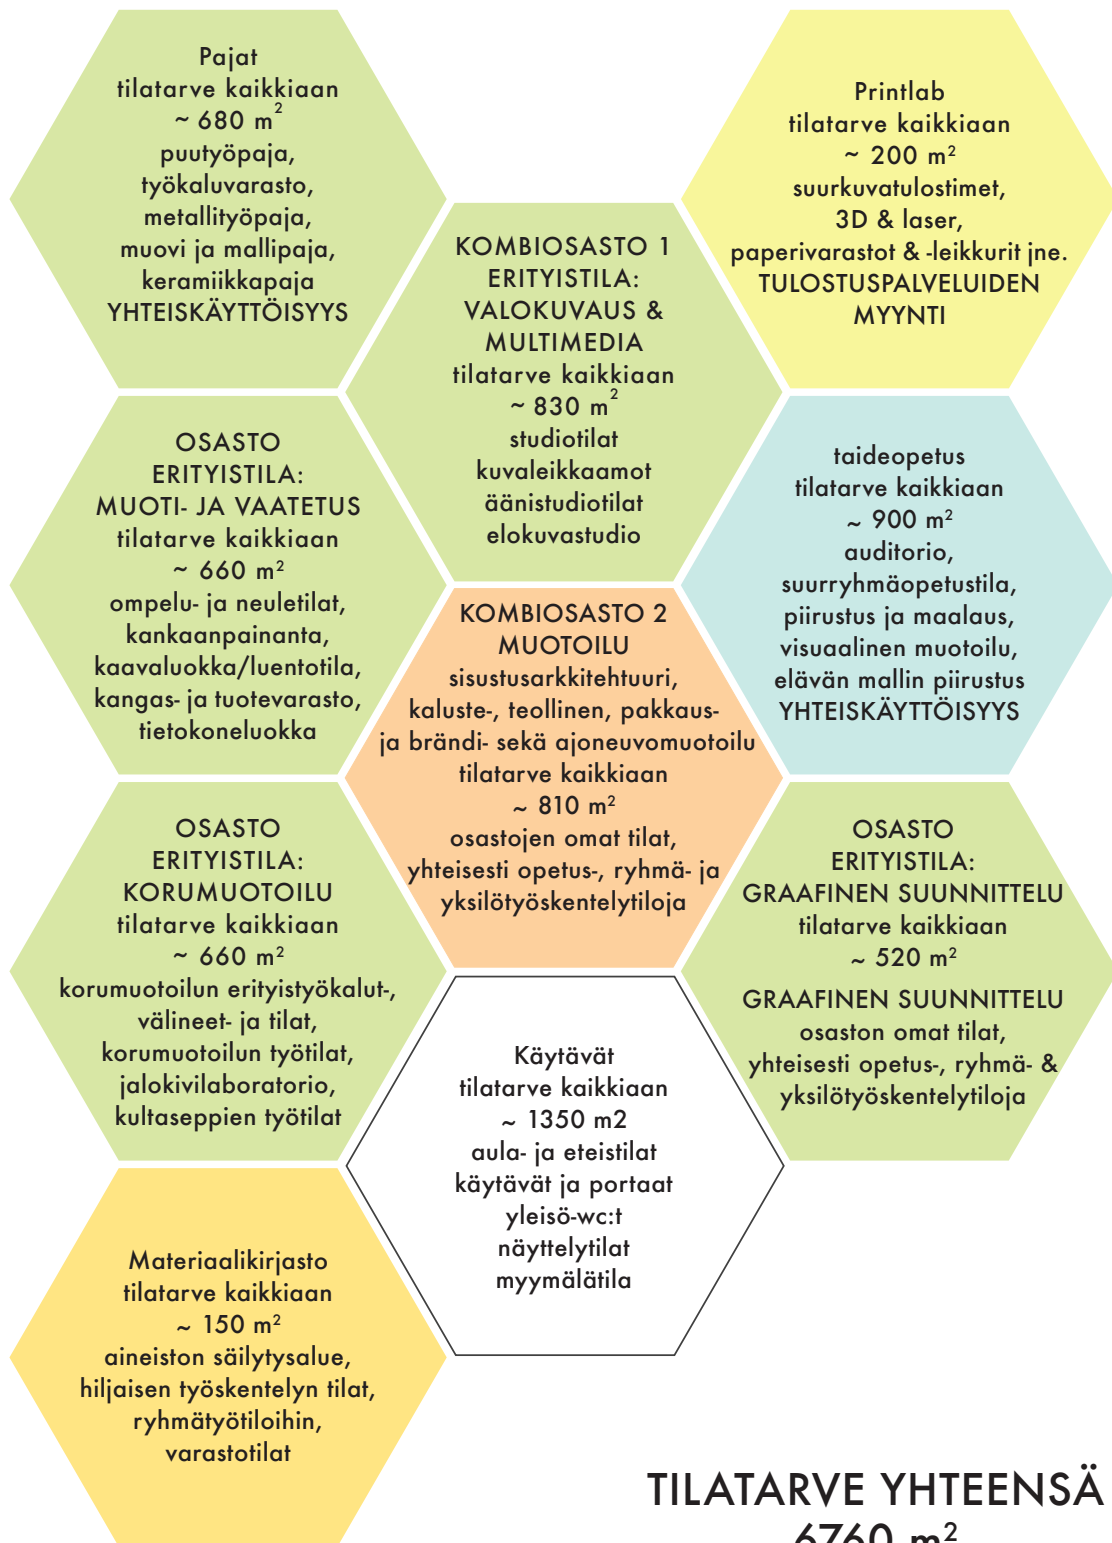 Pajat
tilatarve kaikkiaan
~ 680 m²
puutyöpaja,
työkaluvarasto,
metallityöpaja,
muovi ja mallipaja,
keramiikkapaja
YHTEISKÄYTTÖISYYS
Printlab
tilatarve kaikkiaan
~ 200 m²
suurkuvatulostimet,
3D & laser,
paperivarastot & -leikkurit jne.
TULOSTUSPALVELUIDEN
MYYNTI
KOMBIOSASTO 1
ERITYISTILA:
VALOKUVAUS &
MULTIMEDIA
tilatarve kaikkiaan
~ 830 m²
studiotilat
kuvaleikkaamot
äänistudiotilat
elokuvastudio
OSASTO
ERITYISTILA:
MUOTI- JA VAATETUS
tilatarve kaikkiaan
~ 660 m²
ompelu- ja neuletilat,
kankaanpainanta,
kaavaluokka/luentotila,
kangas- ja tuotevarasto,
tietokoneluokka
taideopetus
tilatarve kaikkiaan
~ 900 m²
auditorio,
suurryhmäopetustila,
piirustus ja maalaus,
visuaalinen muotoilu,
elävän mallin piirustus
YHTEISKÄYTTÖISYYS
KOMBIOSASTO 2
MUOTOILU
sisustusarkkitehtuuri,
kaluste-, teollinen, pakkaus-
ja brändi- sekä ajoneuvomuotoilu
tilatarve kaikkiaan
~ 810 m²
osastojen omat tilat,
yhteisesti opetus-, ryhmä- ja
yksilötyöskentelytiloja
OSASTO
ERITYISTILA:
KORUMUOTOILU
tilatarve kaikkiaan
~ 660 m²
korumuotoilun erityistyökalut-,
välineet- ja tilat,
korumuotoilun työtilat,
jalokivilaboratorio,
kultaseppien työtilat
OSASTO
ERITYISTILA:
GRAAFINEN SUUNNITTELU
tilatarve kaikkiaan
~ 520 m²
GRAAFINEN SUUNNITTELU
osaston omat tilat,
yhteisesti opetus-, ryhmä- &
yksilötyöskentelytiloja
Käytävät
tilatarve kaikkiaan
~ 1350 m2
aula- ja eteistilat
käytävät ja portaat
yleisö-wc:t
näyttelytilat
myymälätila
Materiaalikirjasto
tilatarve kaikkiaan
~ 150 m²
aineiston säilytysalue,
hiljaisen työskentelyn tilat,
ryhmätyötiloihin,
varastotilat
TILATARVE YHTEENSÄ
6760 m²